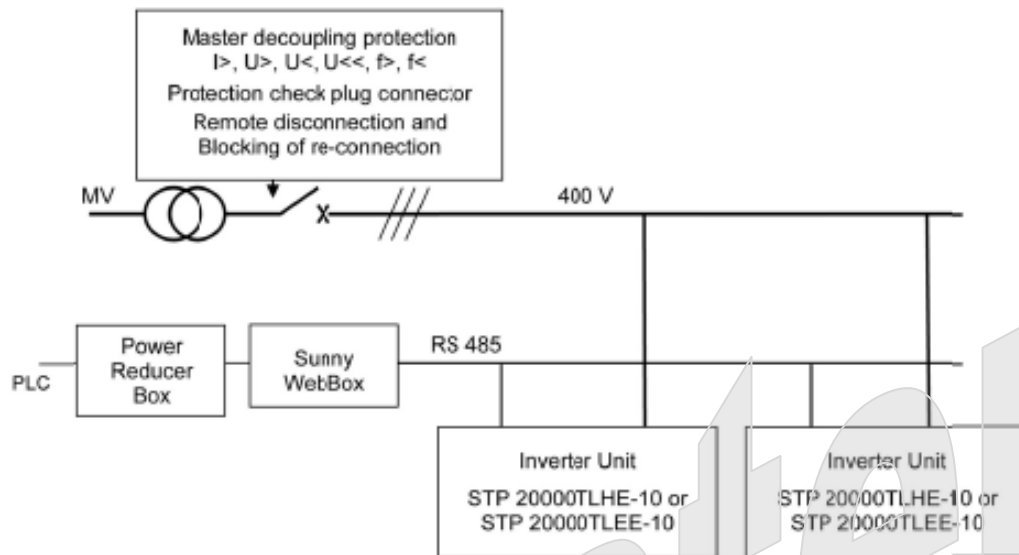 Master decoupling protection
I>, U>, U<, U<<, f>, f<
Protection check plug connector
Remote disconnection and
Blocking of re-connection
MV
400 V
Power
Reducer
Box
Sunny
WebBox
RS 485
PLC
Inverter Unit
STP 20000TLHE-10 or
STP 20000TLEE-10
Inverter Unit
STP 20000TLHE-10 or
STP 20000TLEE-10